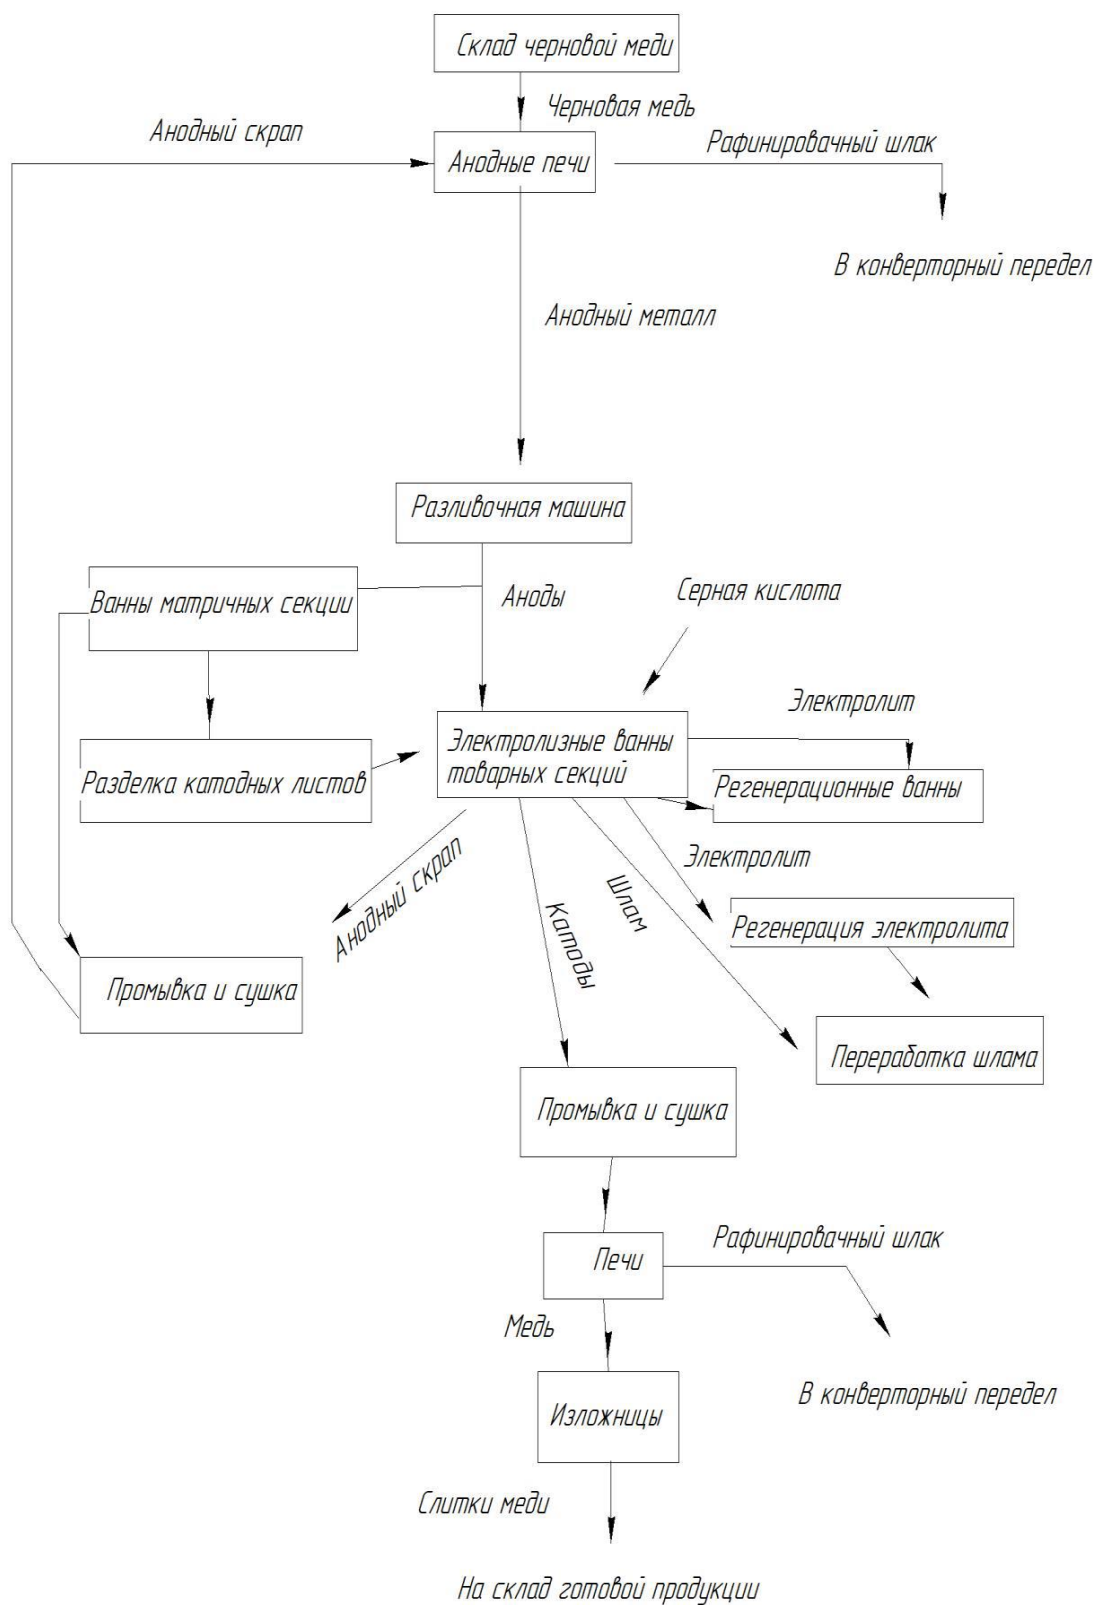 Склад черновой меди
Черновая медь
Анодный скрап
Анодные печи
Рафинировачный шлак
В конверторный передел
Анодный металл
Разливочная машина
Ванны матричных секции
Аноды
Серная кислота
Электролит
Разделка катодных листов
Электролизные ванны
товарных секций
Регенерационные ванны
Анодный скрап
Катоды
Шлам
Электролит
Регенерация электролита
Промывка и сушка
Переработка шлама
Промывка и сушка
Печи
Рафинировачный шлак
Медь
В конверторный передел
Изложницы
Слитки меди
На склад готовой продукции